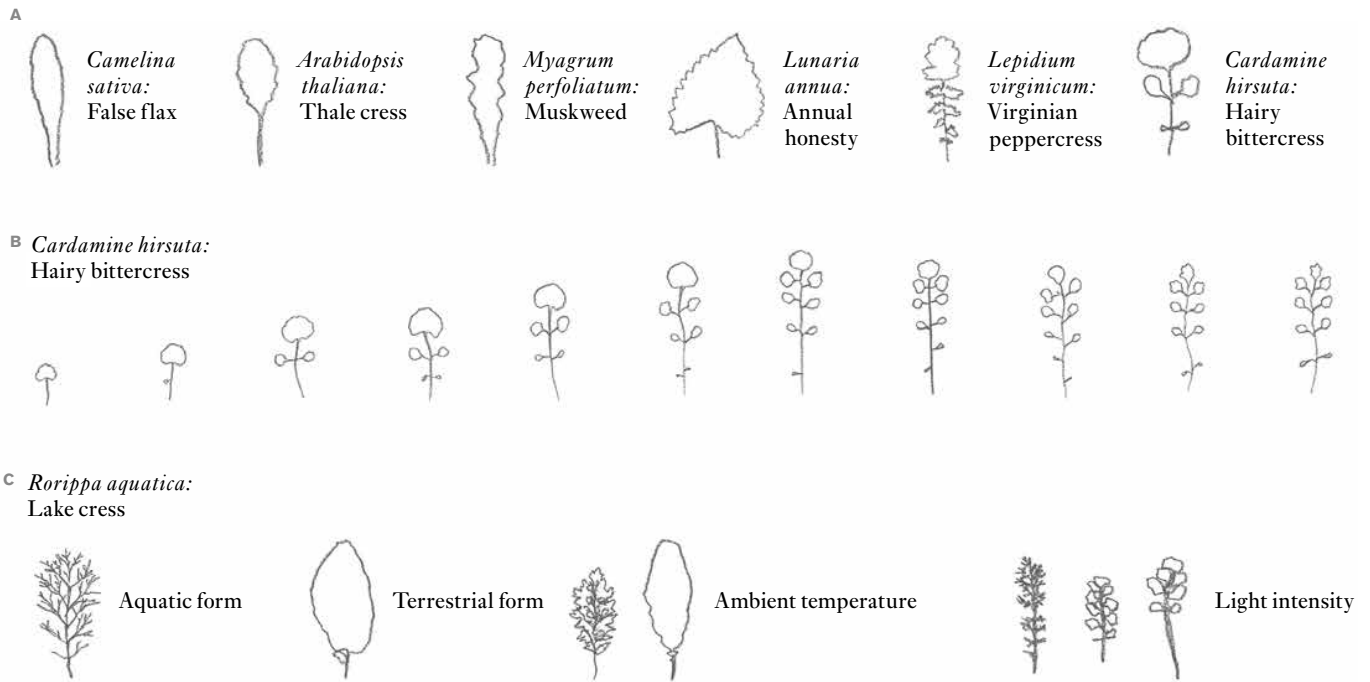 A
Camelina
sativa:
False flax
Arabidopsis
thaliana:
Thale cress
Myagrum
perfoliatum:
Muskweed
Lunaria
annua:
Annual
honesty
Lepidium
virginicum:
Virginian
peppercress
Cardamine
hirsuta:
Hairy
bittercress
B Cardamine hirsuta:
Hairy bittercress
C Rorippa aquatica:
Lake cress
Aquatic form
Terrestrial form
Ambient temperature
Light intensity